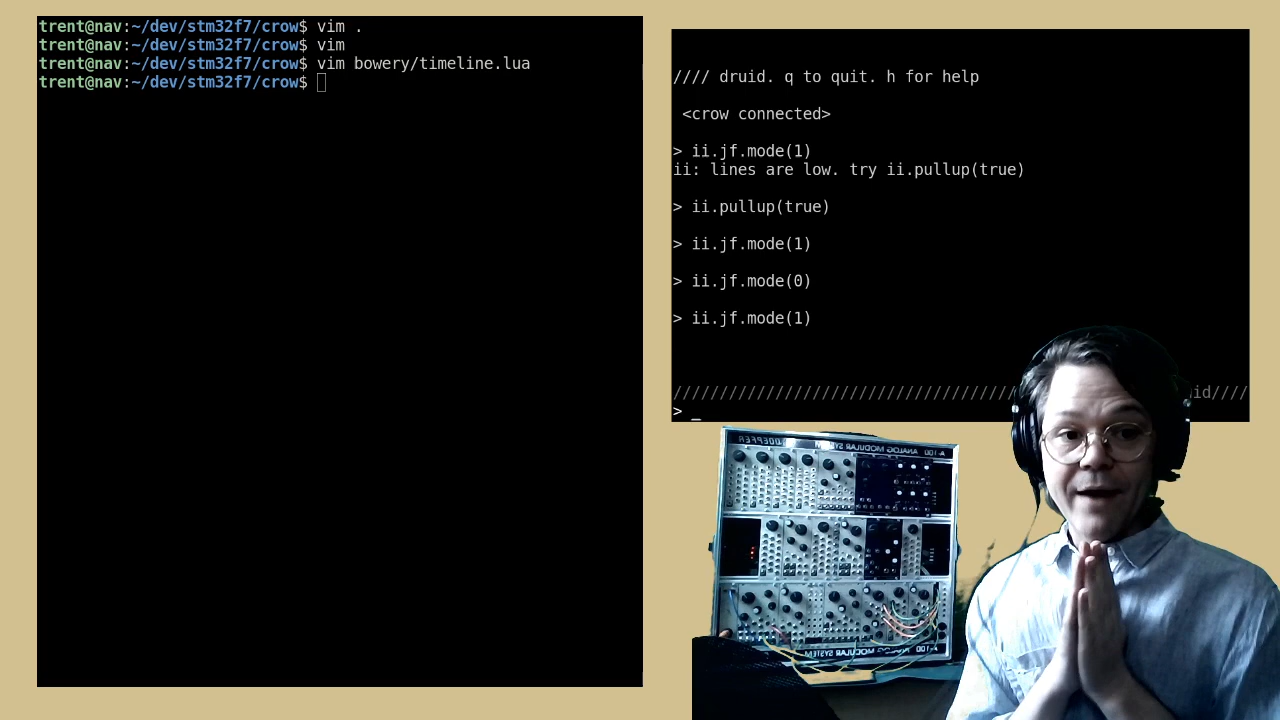 trent@nav:~/dev/stm32f7/crow$ vim .
trent@nav:~/dev/stm32f7/crow$ vim
trent@nav:~/dev/stm32f7/crow$ vim bowery/timeline.lua
trent@nav:~/dev/stm32f7/crow$
//// druid. q to quit. h for help
<crow connected>
> ii.jf.mode(1)
ii: lines are low. try ii.pullup(true)
> ii.pullup(true)
> ii.jf.mode(1)
> ii.jf.mode(0)
> ii.jf.mode(1)
/////////////////////////////////////id////
> _
A-100 ANALOG MODULAR SYSTEM DOEPFER
A-100 ANALOG MODULAR SYSTEM